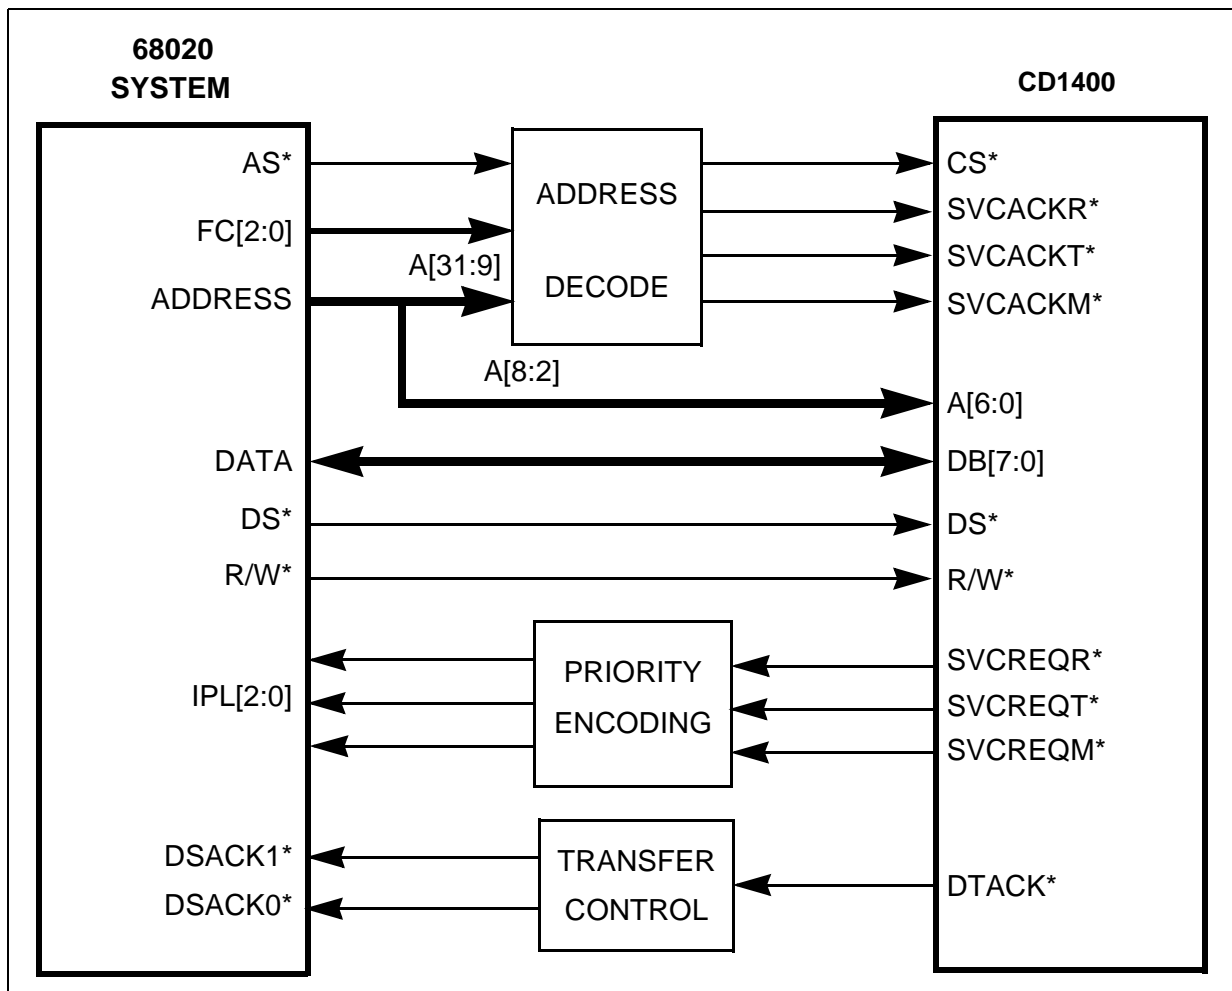 68020
SYSTEM
CD1400
AS*
FC[2:0]
A[31:9]
ADDRESS
ADDRESS
DECODE
CS*
SVCACKR*
SVCACKT*
SVCACKM*
A[8:2]
A[6:0]
DATA
DB[7:0]
DS*
DS*
R/W*
R/W*
IPL[2:0]
PRIORITY
ENCODING
SVCREQR*
SVCREQT*
SVCREQM*
DSACK1*
DSACK0*
TRANSFER
CONTROL
DTACK*